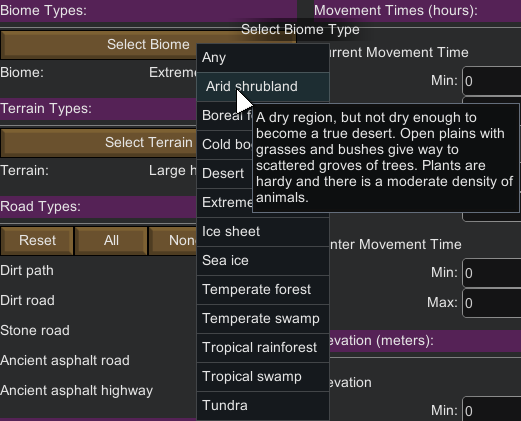 Biome Types:
Movement Times (hours):
Select Biome Type
Select Biome
Any
urrent Movement Time
Biome:
Extreme
Arid shrubland
Min:
0
Terrain Types:
Boreal f
A dry region, but not dry enough to
become a true desert. Open plains with
grasses and bushes give way to
scattered groves of trees. Plants are
hardy and there is a moderate density of
animals.
Select Terrain
Cold bo
Terrain:
Large h
Desert
Road Types:
Extreme
Reset
All
Non
Ice sheet
nter Movement Time
Dirt path
Sea ice
Min:
0
Dirt road
Temperate forest
Max:
0
Stone road
Temperate swamp
Ancient asphalt road
Tropical rainforest
evation (meters):
Ancient asphalt highway
Tropical swamp
evation
Tundra
Min:
0